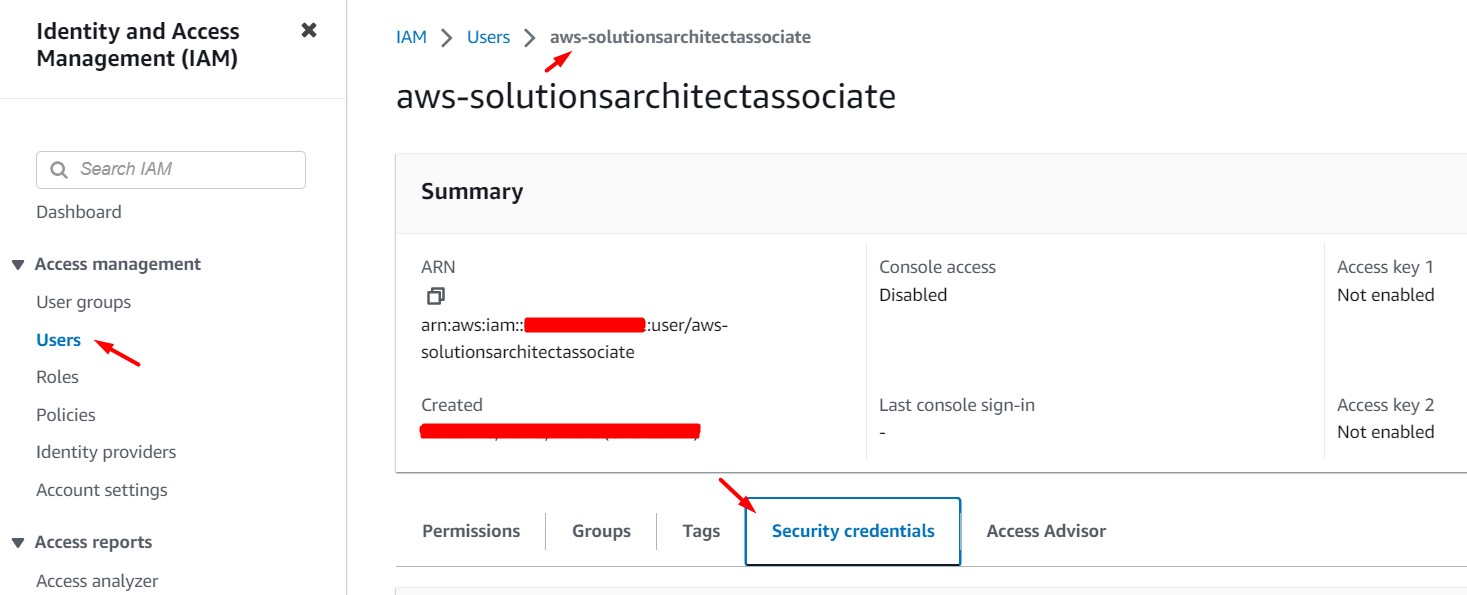 Identity and Access
Management (IAM)
Search IAM
Dashboard
Access management
User groups
Users
Roles
Policies
Identity providers
Account settings
Access reports
Access analyzer
IAM > Users > aws-solutionsarchitectassociate
aws-solutionsarchitectassociate
Summary
ARN
arn:aws:iam::
:user/aws-
solutionsarchitectassociate
Created
Console access
Disabled
Last console sign-in
-
Access key 1
Not enabled
Access key 2
Not enabled
Permissions
Groups
Tags
Security credentials
Access Advisor